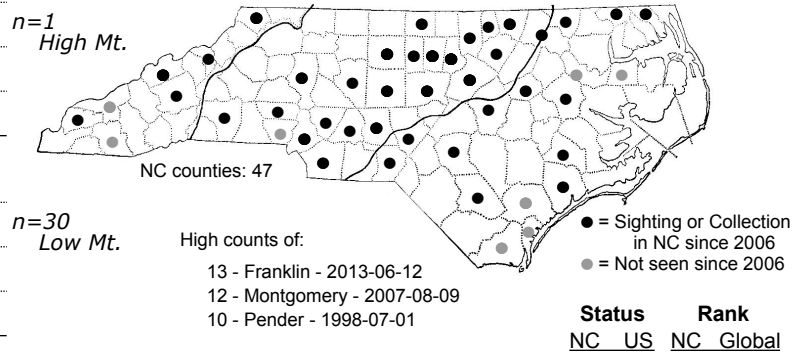 n=1
High Mt.
NC counties: 47
n=30
Low Mt.
High counts of:
13 - Franklin - 2013-06-12
12 - Montgomery - 2007-08-09
10 - Pender - 1998-07-01
= Sighting or Collection
in NC since 2006
= Not seen since 2006
Status Rank
NC US NC Global